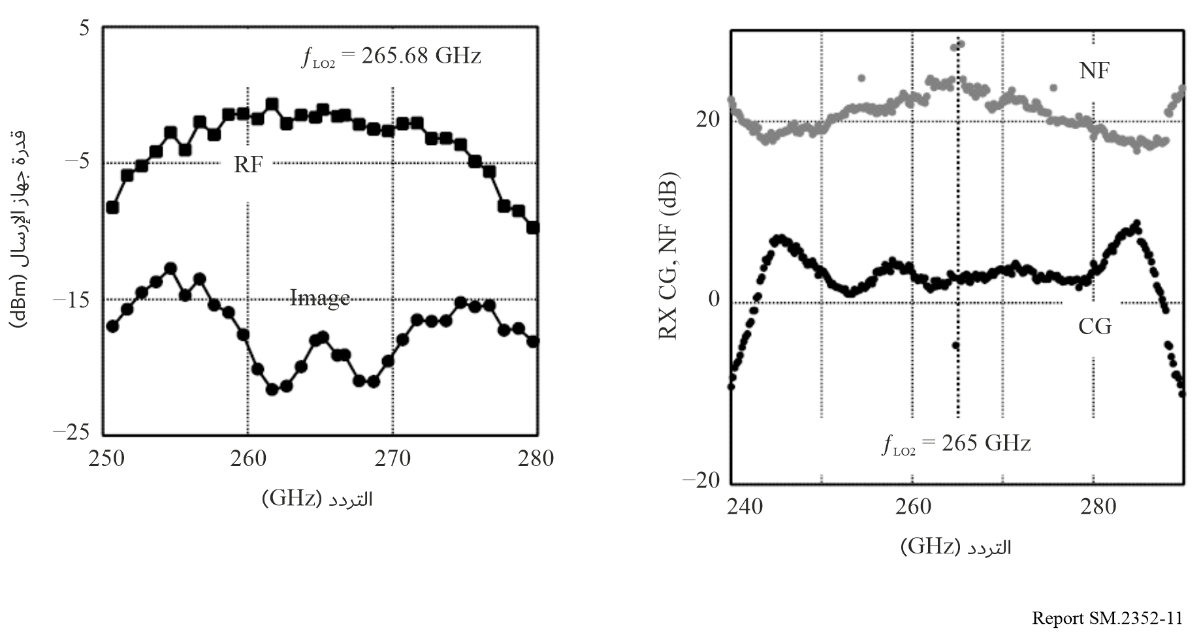 5
−5
−15
−25
قدرة جهاز الإرسال (dBm)
fLO2 = 265.68 GHz
RF
Image
250
260
270
280
التردد (GHz)
20
0
−20
RX CG, NF (dB)
NF
CG
fLO2 = 265 GHz
240
260
280
التردد (GHz)
Report SM.2352-11